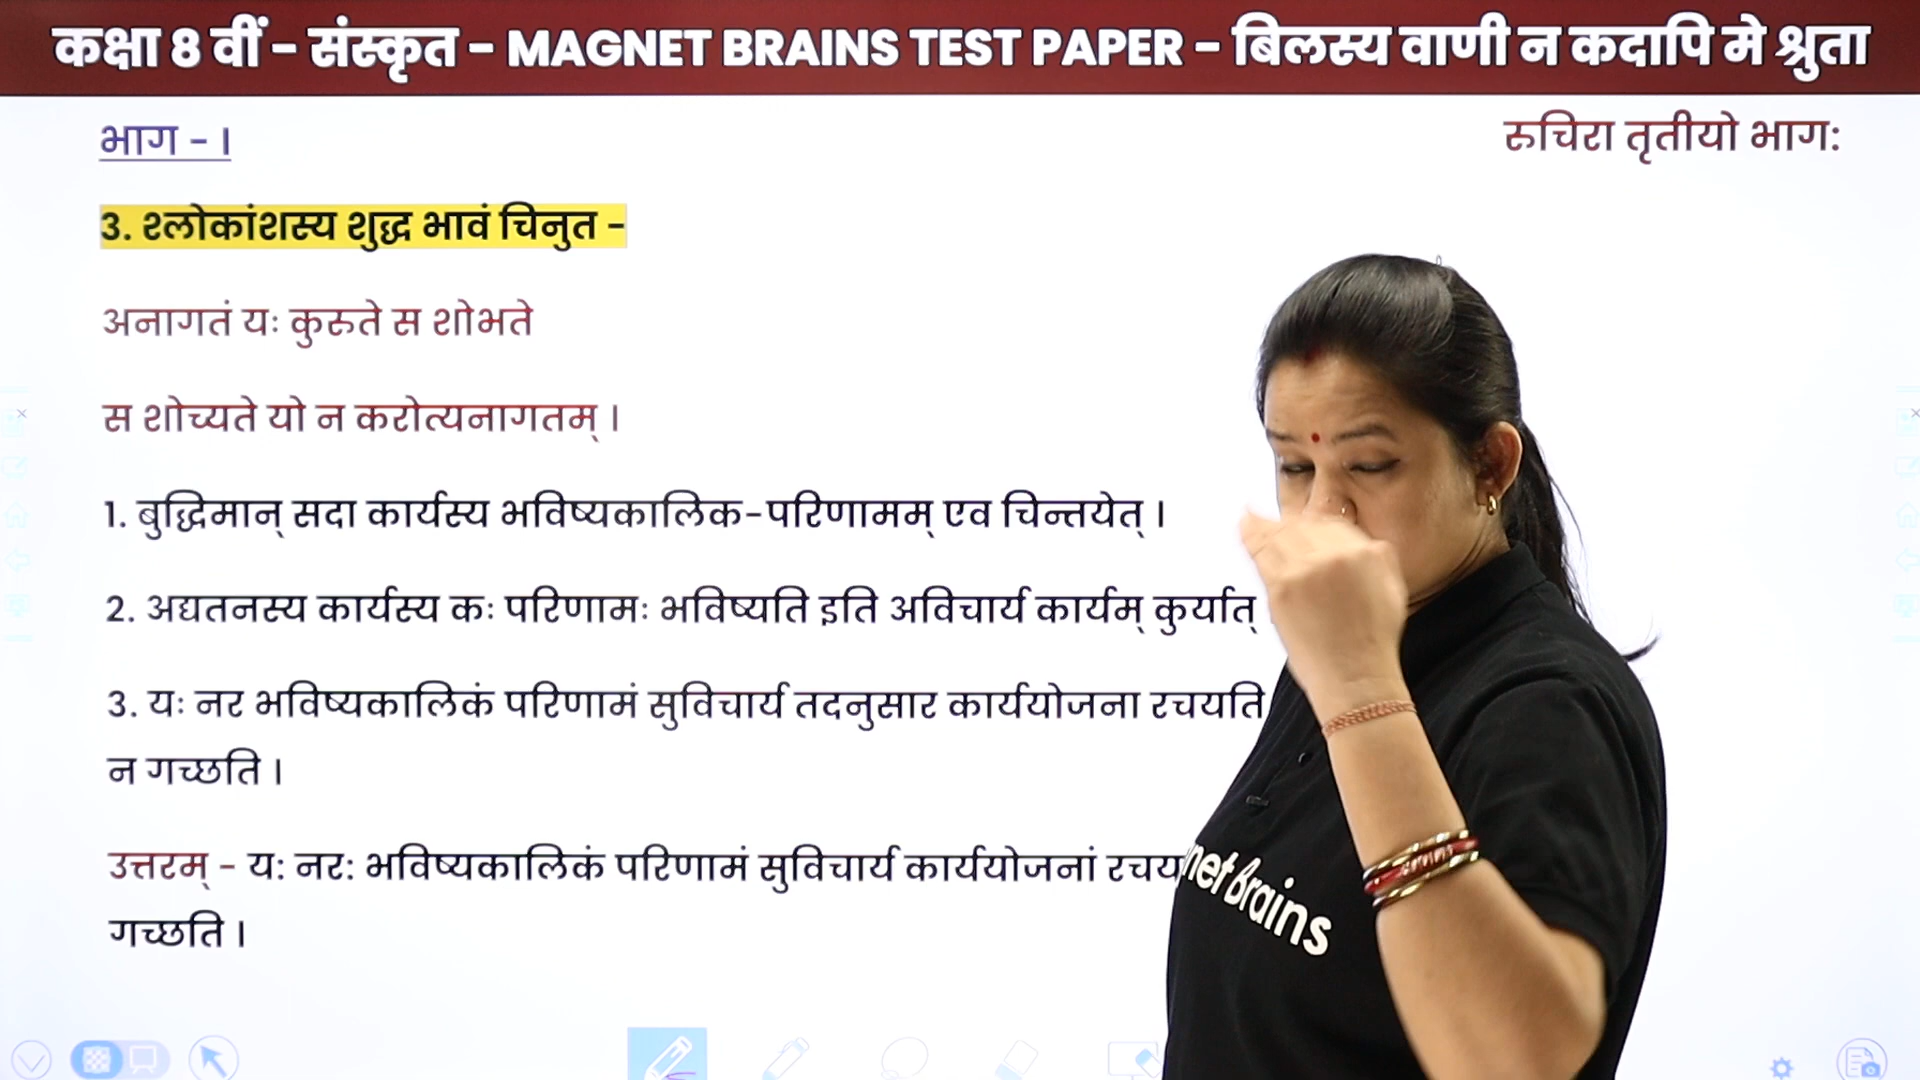 कक्षा 8 वीं - संस्कृत - MAGNET BRAINS TEST PAPER - बिलस्य वाणी न कदापि मे श्रुता
भाग - I
रुचिरा तृतीयो भाग:
3. श्लोकांशस्य शुद्ध भावं चिनुत -
अनागतं यः कुरुते स शोभते
स शोच्यते यो न करोत्यनागतम् ।
1. बुद्धिमान् सदा कार्यस्य भविष्यकालिक-परिणामम् एव चिन्तयेत् ।
2. अद्यतनस्य कार्यस्य कः परिणामः भविष्यति इति अविचार्य कार्यम् कुर्यात्
3. यः नर भविष्यकालिकं परिणामं सुविचार्य तदनुसार कार्ययोजना रचयति
न गच्छति ।
उत्तरम् - य: नर: भविष्यकालिकं परिणामं सुविचार्य कार्ययोजनां रचय
गच्छति ।
net Brains